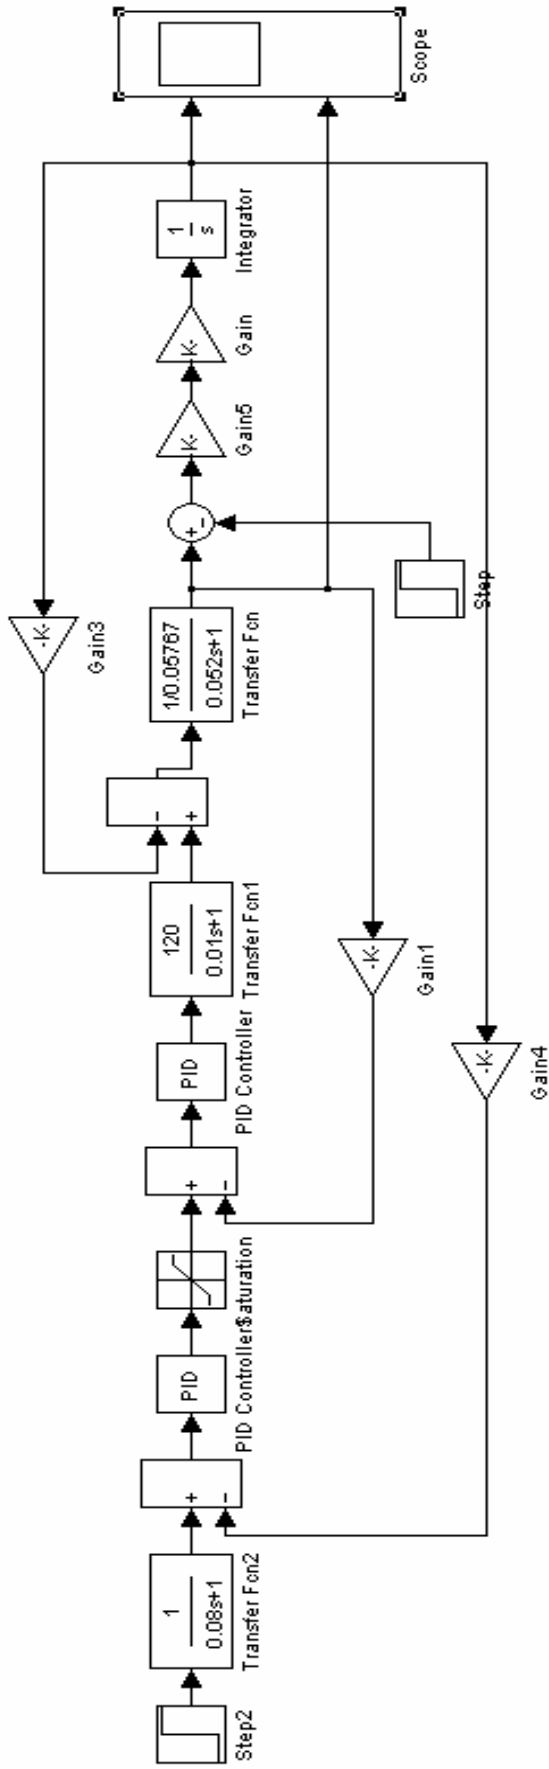 Step2
1
0.08s+1
Transfer Fcn2
+
-
PID
PID Controller
Saturation
+
-
PID
PID Controller
120
0.01s+1
Transfer Fcn1
-
+
1/0.05767
0.052s+1
Transfer Fcn
+
-
K-
Gain5
K-
Gain
1
s
Integrator
Scope
-K-
Gain3
Step
-K-
Gain1
-K-
Gain4